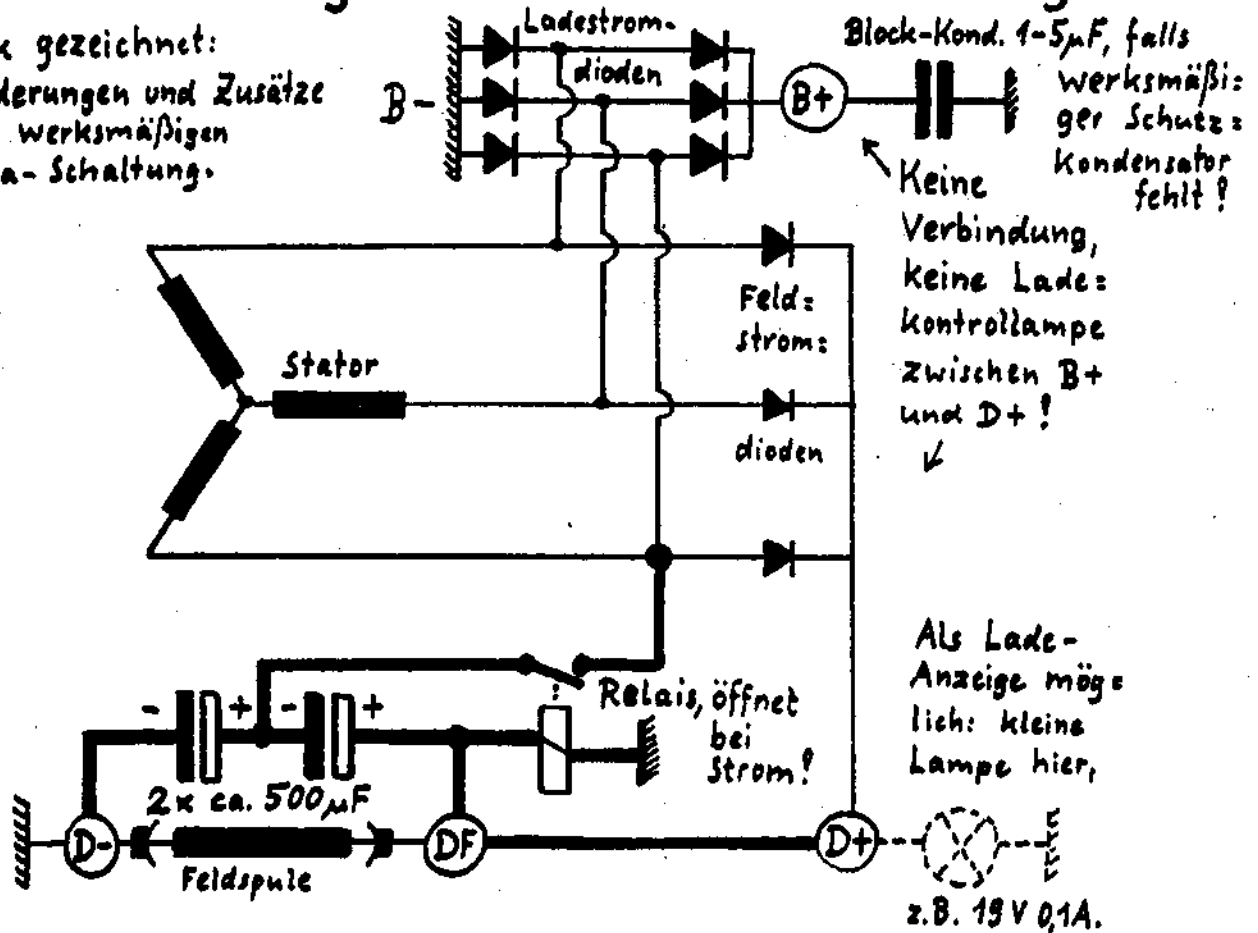 gezeichnet:
und Zusätze
werksmäßigen
Schaltung.
Ladestrom-
dioden
B-
B+
Block-Kond. 1-5µF, falls
werksmäßi=
ger Schutz=
Kondensator
fehlt!
Keine
Verbindung,
keine Lade=
kontrollampe
zwischen B+
und D+!
Feld=
strom=
dioden
Stator
Relais, öffnet
bei
Strom!
- + - +
2x ca. 500µF
D-
Feldspule
DF
D+
Als Lade-
Anzeige mög=
lich: kleine
Lampe hier,
z.B. 19V 0,1A.